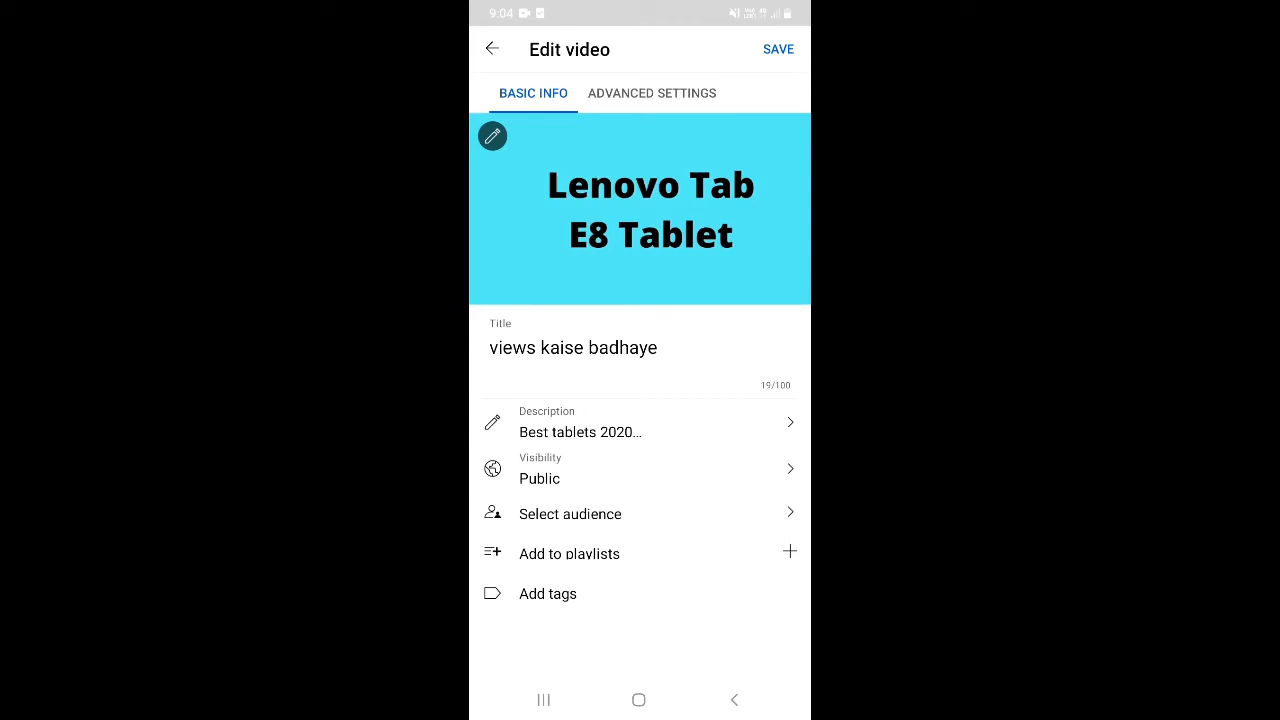 9:04
Edit video
SAVE
BASIC INFO
ADVANCED SETTINGS
Lenovo Tab
E8 Tablet
Title
views kaise badhaye
19/100
Description
Best tablets 2020...
Visibility
Public
Select audience
Add to playlists
Add tags